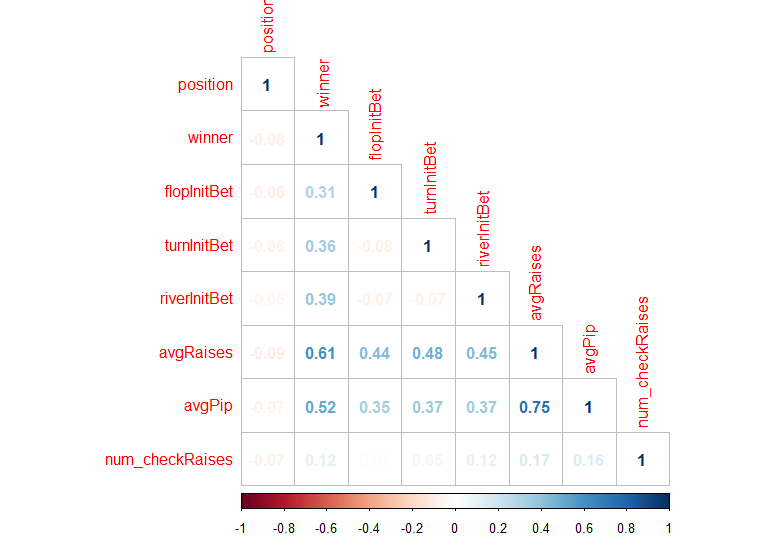 position
position 1
winner
winner -0.08 1
flopInitBet
flopInitBet -0.08 0.31 1
turnInitBet
turnInitBet -0.06 0.36 -0.08 1
riverInitBet
riverInitBet -0.05 0.39 -0.07 -0.07 1
avgRaises
avgRaises -0.09 0.61 0.44 0.48 0.45 1
avgPip
avgPip -0.07 0.52 0.35 0.37 0.37 0.75 1
num_checkRaises
num_checkRaises -0.07 0.12 0.05 0.12 0.17 0.16 1
-1 -0.8 -0.6 -0.4 -0.2 0 0.2 0.4 0.6 0.8 1